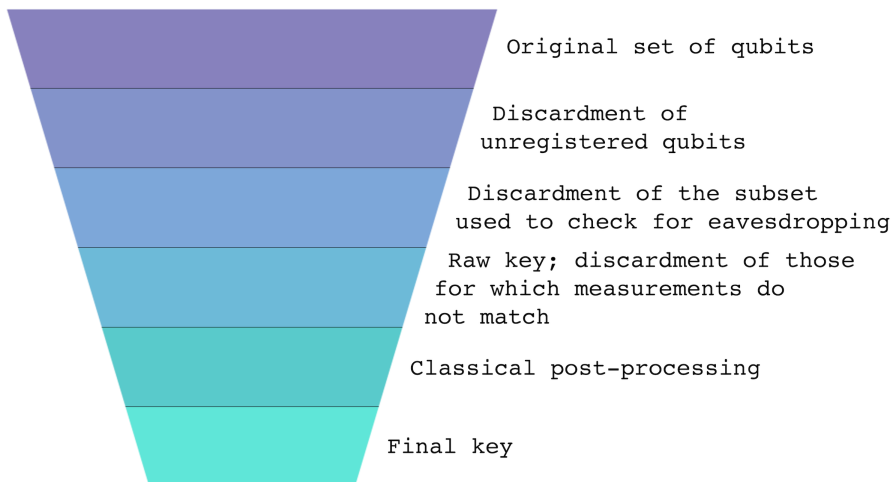 Original set of qubits
Discardment of
unregistered qubits
Discardment of the subset
used to check for eavesdropping
Raw key; discardment of those
for which measurements do
not match
Classical post-processing
Final key